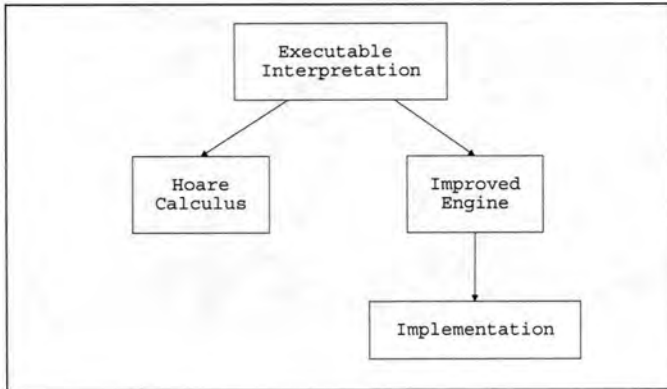 Executable
Interpretation
Hoare
Calculus
Improved
Engine
Implementation